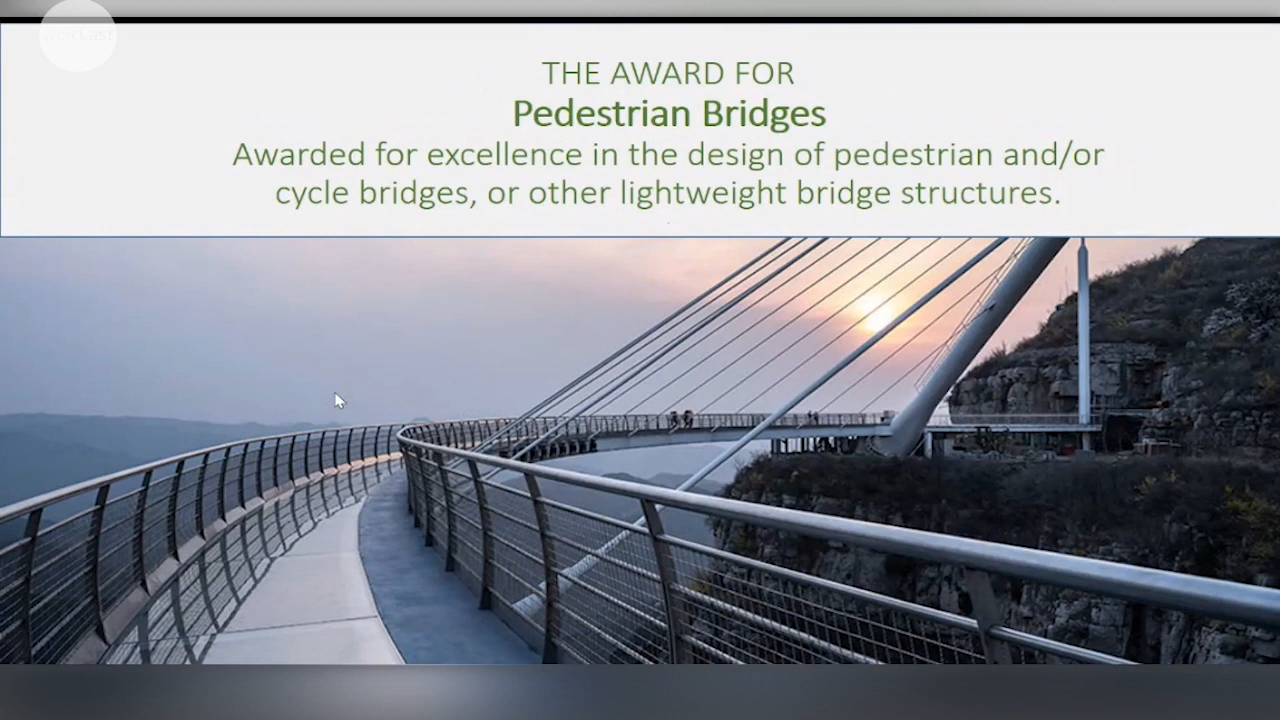 THE AWARD FOR
Pedestrian Bridges
Awarded for excellence in the design of pedestrian and/or
cycle bridges, or other lightweight bridge structures.